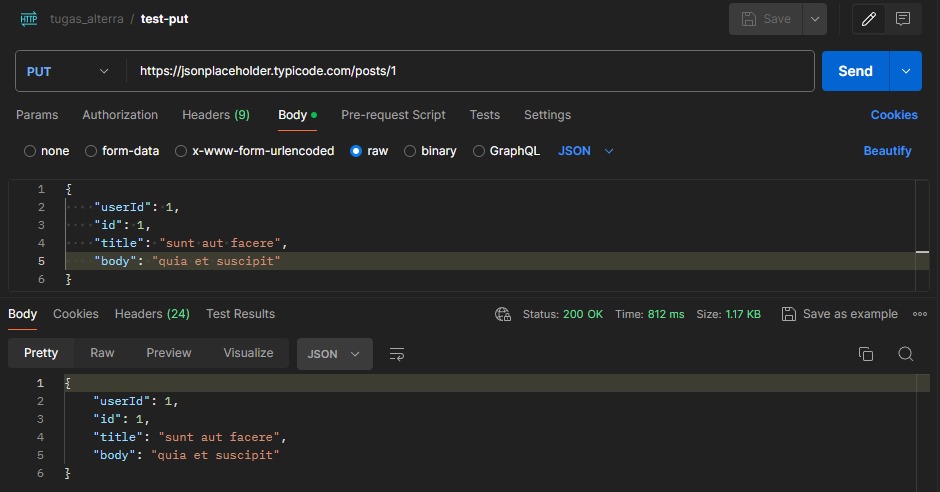 HTTP tugas_alterra / test-put Save
PUT https://jsonplaceholder.typicode.com/posts/1 Send
Params Authorization Headers (9) Body Pre-request Script Tests Settings Cookies
none form-data x-www-form-urlencoded raw binary GraphQL JSON Beautify
1 {
2 "userId": 1,
3 "id": 1,
4 "title": "sunt aut facere",
5 "body": "quia et suscipit"
6 }
Body Cookies Headers (24) Test Results Status: 200 OK Time: 812 ms Size: 1.17 KB Save as example
Pretty Raw Preview Visualize JSON
1 {
2 "userId": 1,
3 "id": 1,
4 "title": "sunt aut facere",
5 "body": "quia et suscipit"
6 }